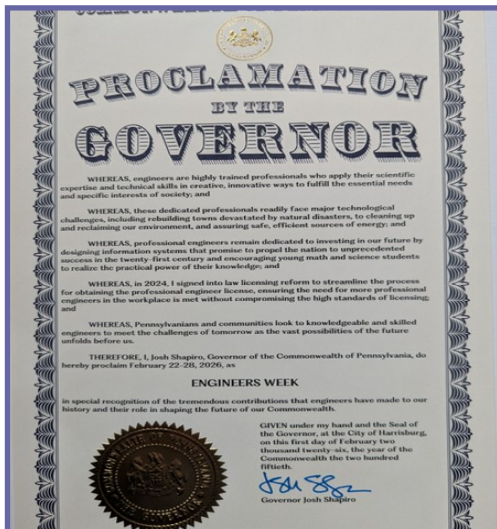 PROCLAMATION
BY THE
GOVERNOR
WHEREAS, engineers are highly trained professionals who apply their scientific
expertise and technical skills in creative, innovative ways to fulfill the essential needs
and specific interests of society; and
WHEREAS, these dedicated professionals readily face major technological
challenges, including rebuilding towns devastated by natural disasters, to cleaning up
and reclaiming our environment, and assuring safe, efficient sources of energy; and
WHEREAS, professional engineers remain dedicated to investing in our future by
designing information systems that promise to propel the nation to unprecedented
success in the twenty-first century and encouraging young math and science students
to realize the practical power of their knowledge; and
WHEREAS, in 2024, I signed into law licensing reform to streamline the process
for obtaining the professional engineer license, ensuring the need for more professional
engineers in the workplace is met without compromising the high standards of licensing;
and
WHEREAS, Pennsylvanians and communities look to knowledgeable and skilled
engineers to meet the challenges of tomorrow as the vast possibilities of the future
unfolds before us.
THEREFORE, I, Josh Shapiro, Governor of the Commonwealth of Pennsylvania, do
hereby proclaim February 22-28, 2026, as
ENGINEERS WEEK
in special recognition of the tremendous contributions that engineers have made to our
history and their role in shaping the future of our Commonwealth.
GIVEN under my hand and the Seal of
the Governor, at the City of Harrisburg,
on this first day of February two
thousand twenty-six, the year of the
Commonwealth the two hundred
fiftieth.
Governor Josh Shapiro